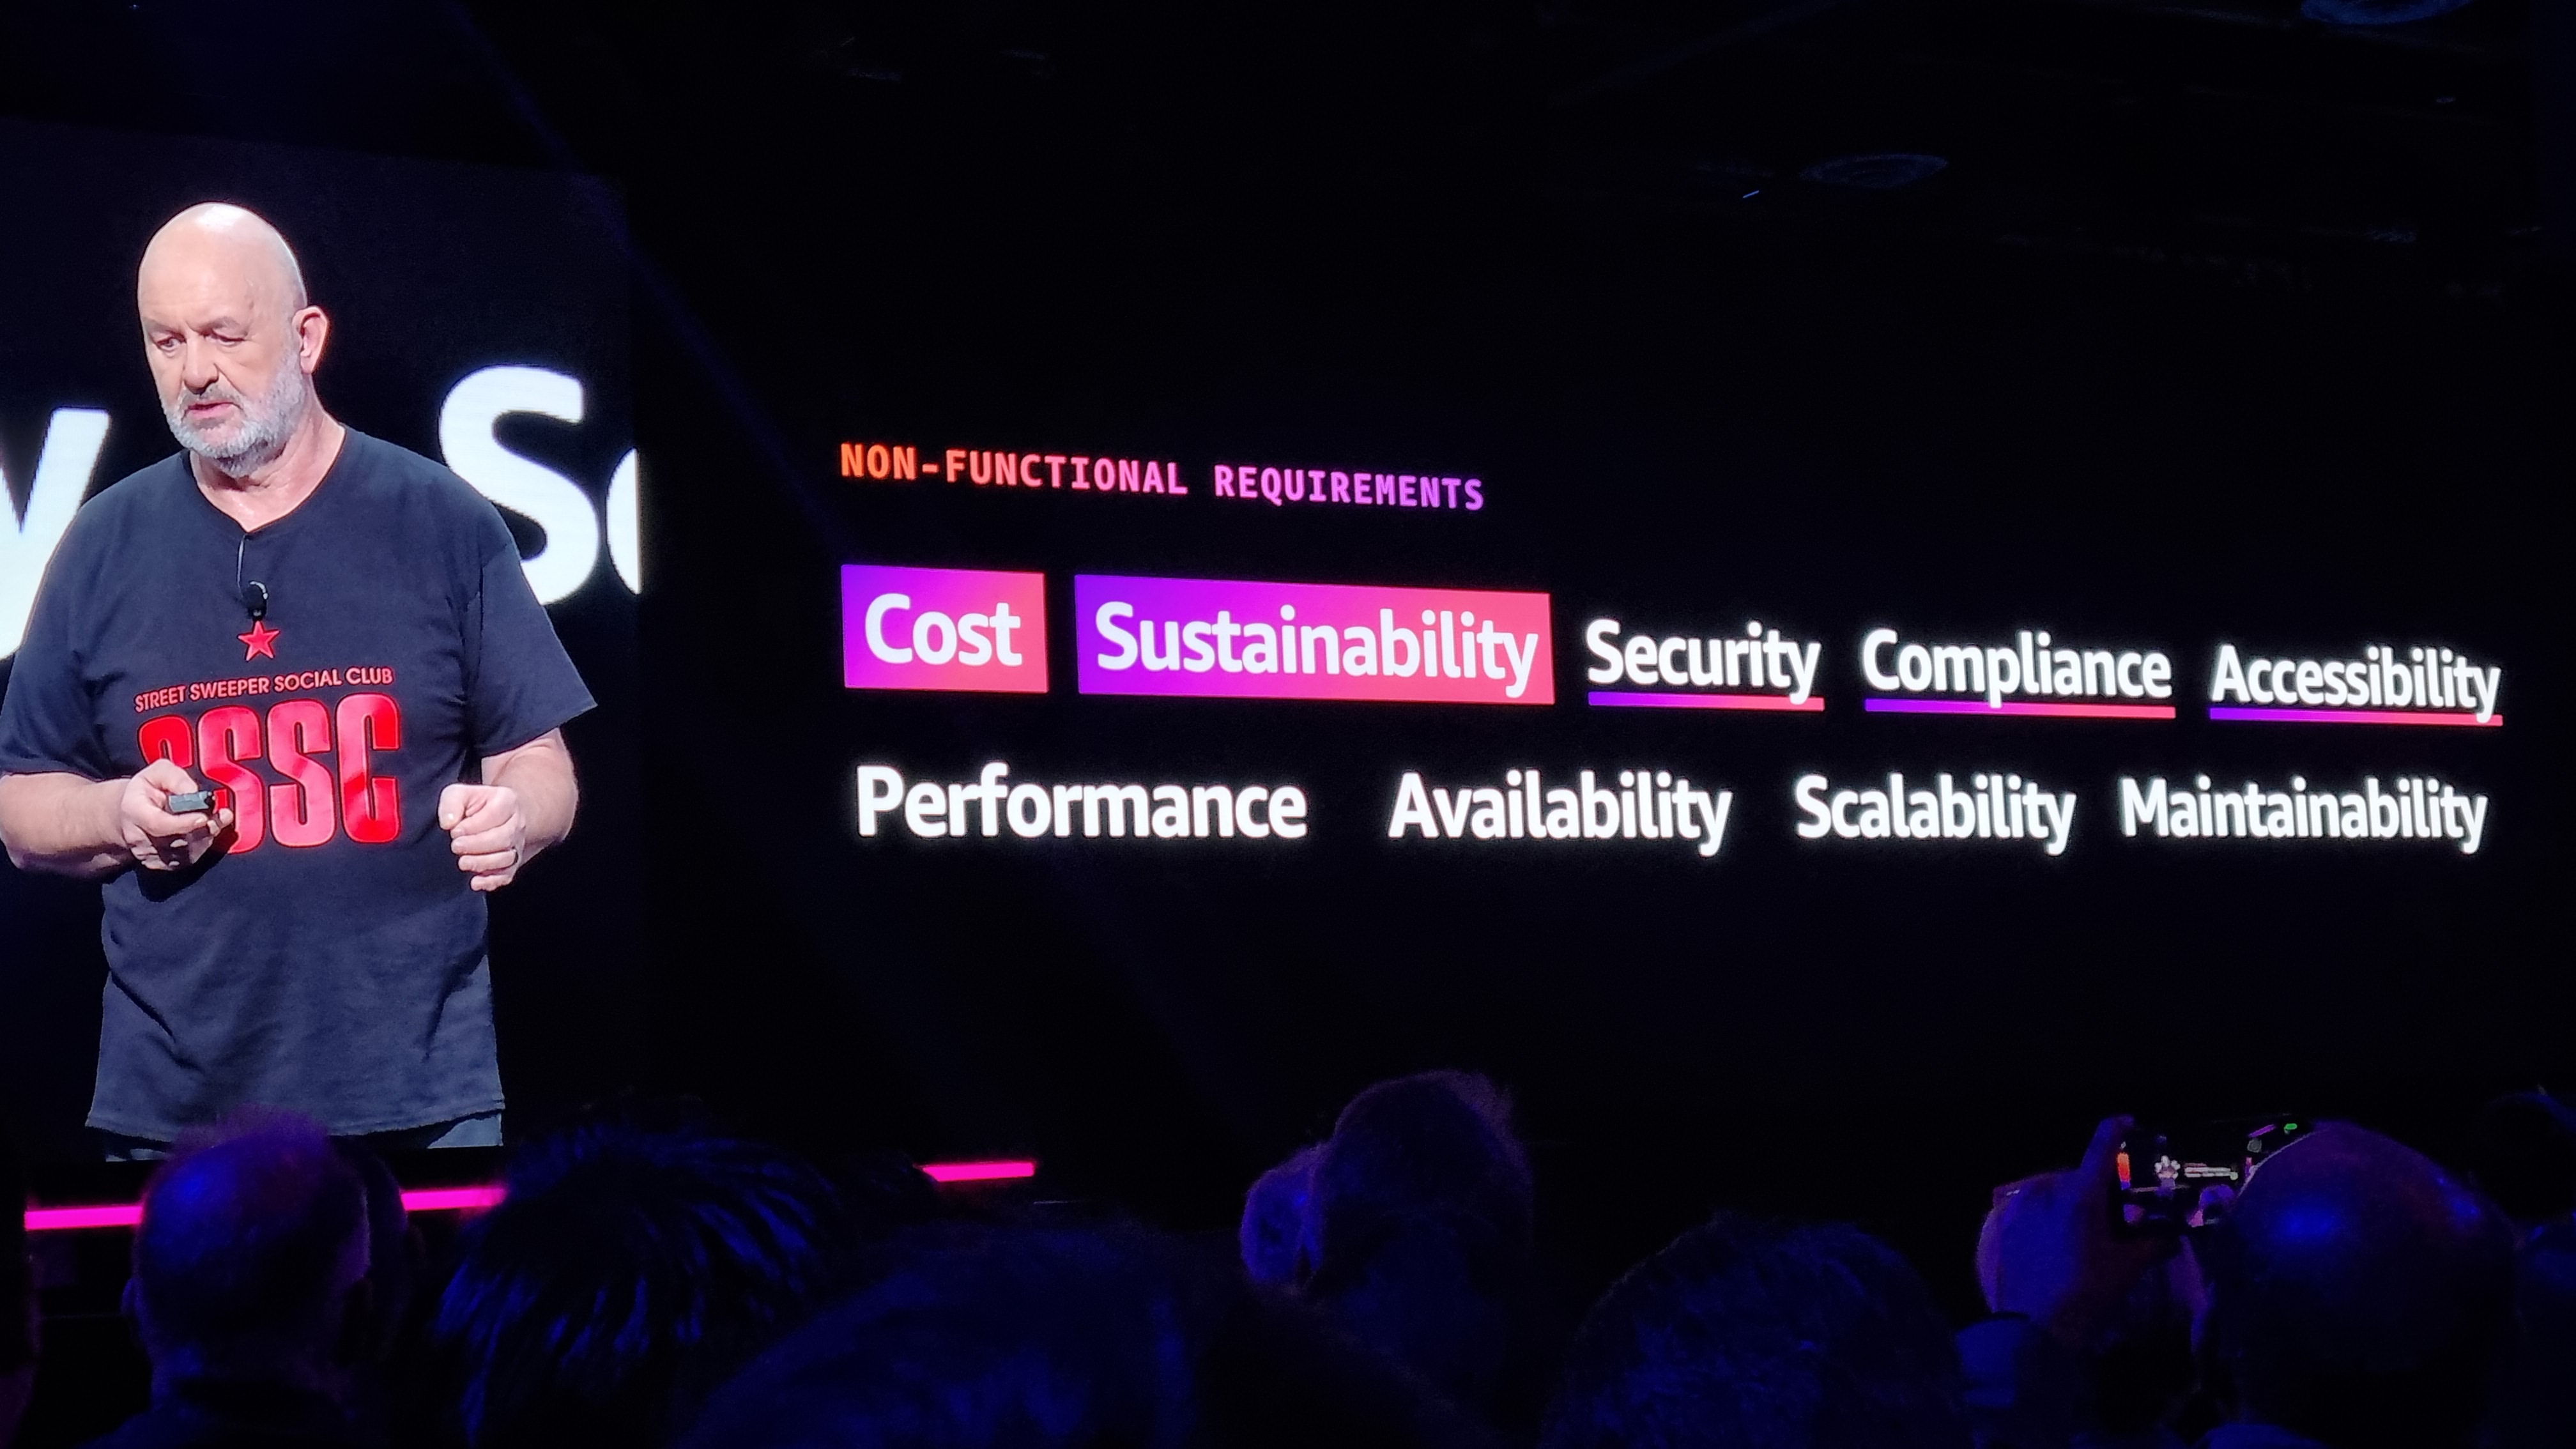 NON-FUNCTIONAL REQUIREMENTS
Cost Sustainability Security Compliance Accessibility
Performance Availability Scalability Maintainability
STREET SWEEPER SOCIAL CLUB
SSSC